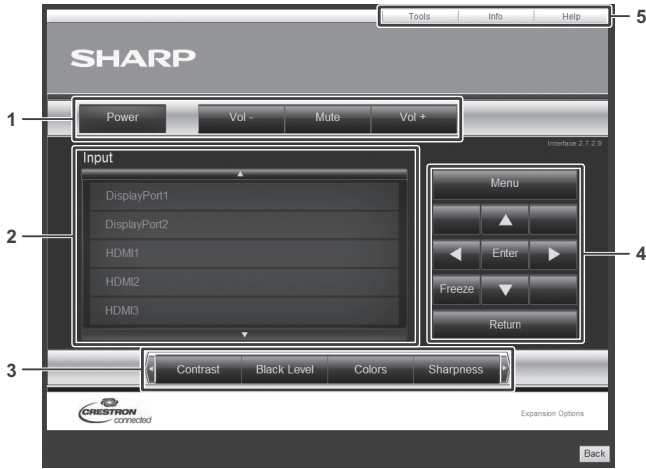 Tools Info Help 5
SHARP
1 Power Vol - Mute Vol +
Interface 2.7.2.9
Input
DisplayPort1
DisplayPort2
HDMI1
HDMI2
HDMI3
2
Menu
Enter
Freeze
Return
4
3 Contrast Black Level Colors Sharpness
CRESTRON
connected
Expansion Options
Back